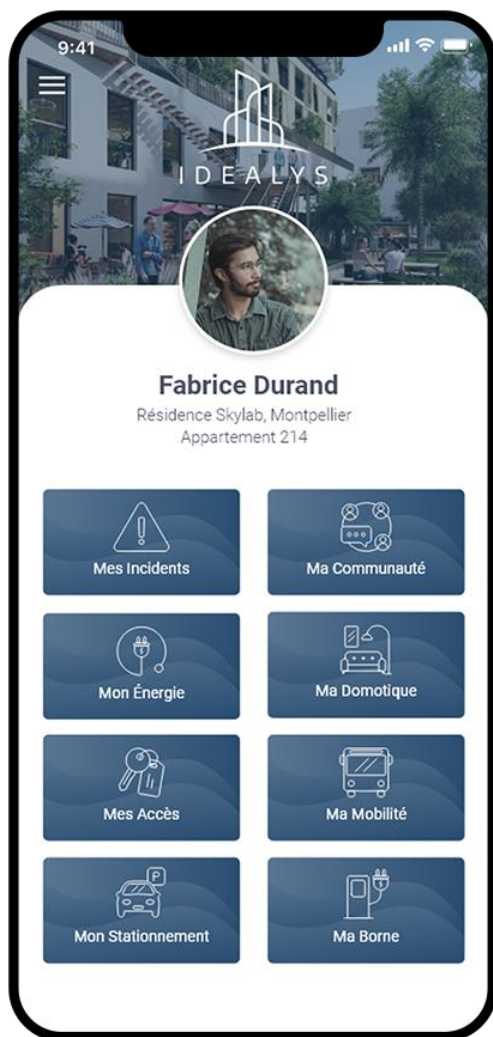 9:41
IDEALYS
Fabrice Durand
Résidence Skylab, Montpellier
Appartement 214
Mes Incidents
Ma Communauté
Mon Énergie
Ma Domotique
Mes Accès
Ma Mobilité
P
Mon Stationnement
Ma Borne